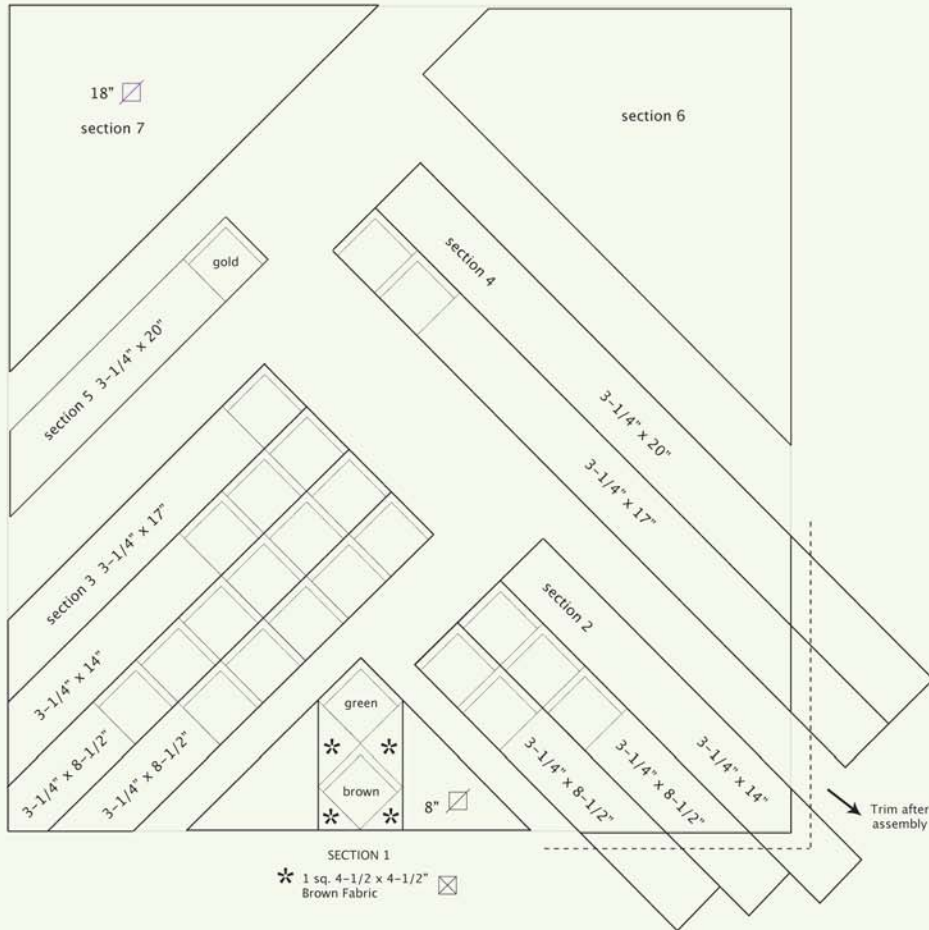 18"
section 7
section 6
gold
section 5 3-1/4" x 20"
section 4
3-1/4" x 20"
3-1/4" x 17"
section 3 3-1/4" x 17"
3-1/4" x 14"
3-1/4" x 8-1/2"
3-1/4" x 8-1/2"
section 2
3-1/4" x 14"
3-1/4" x 8-1/2"
3-1/4" x 8-1/2"
green
* *
brown
* *
8"
Trim after
assembly
SECTION 1
* 1 sq. 4-1/2 x 4-1/2"
Brown Fabric